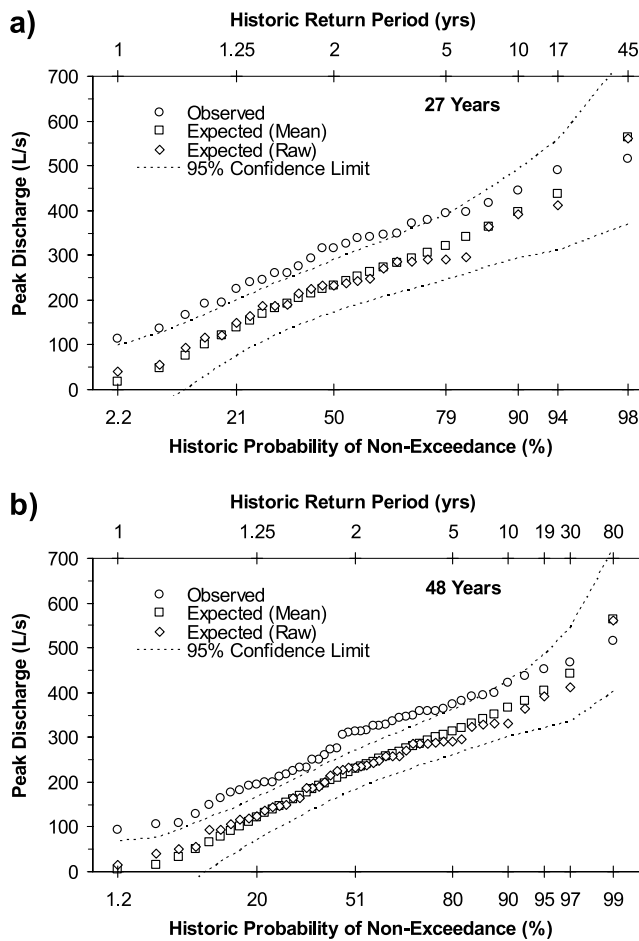 a)
Historic Return Period (yrs)
1 1.25 2 5 10 17 45
700
600
500
400
300
200
100
0
Peak Discharge (L/s)
Observed
Expected (Mean)
Expected (Raw)
95% Confidence Limit
27 Years
2.2 21 50 79 90 94 98
Historic Probability of Non-Exceedance (%)
b)
Historic Return Period (yrs)
1 1.25 2 5 10 19 30 80
700
600
500
400
300
200
100
0
Peak Discharge (L/s)
Observed
Expected (Mean)
Expected (Raw)
95% Confidence Limit
48 Years
1.2 20 51 80 90 95 97 99
Historic Probability of Non-Exceedance (%)